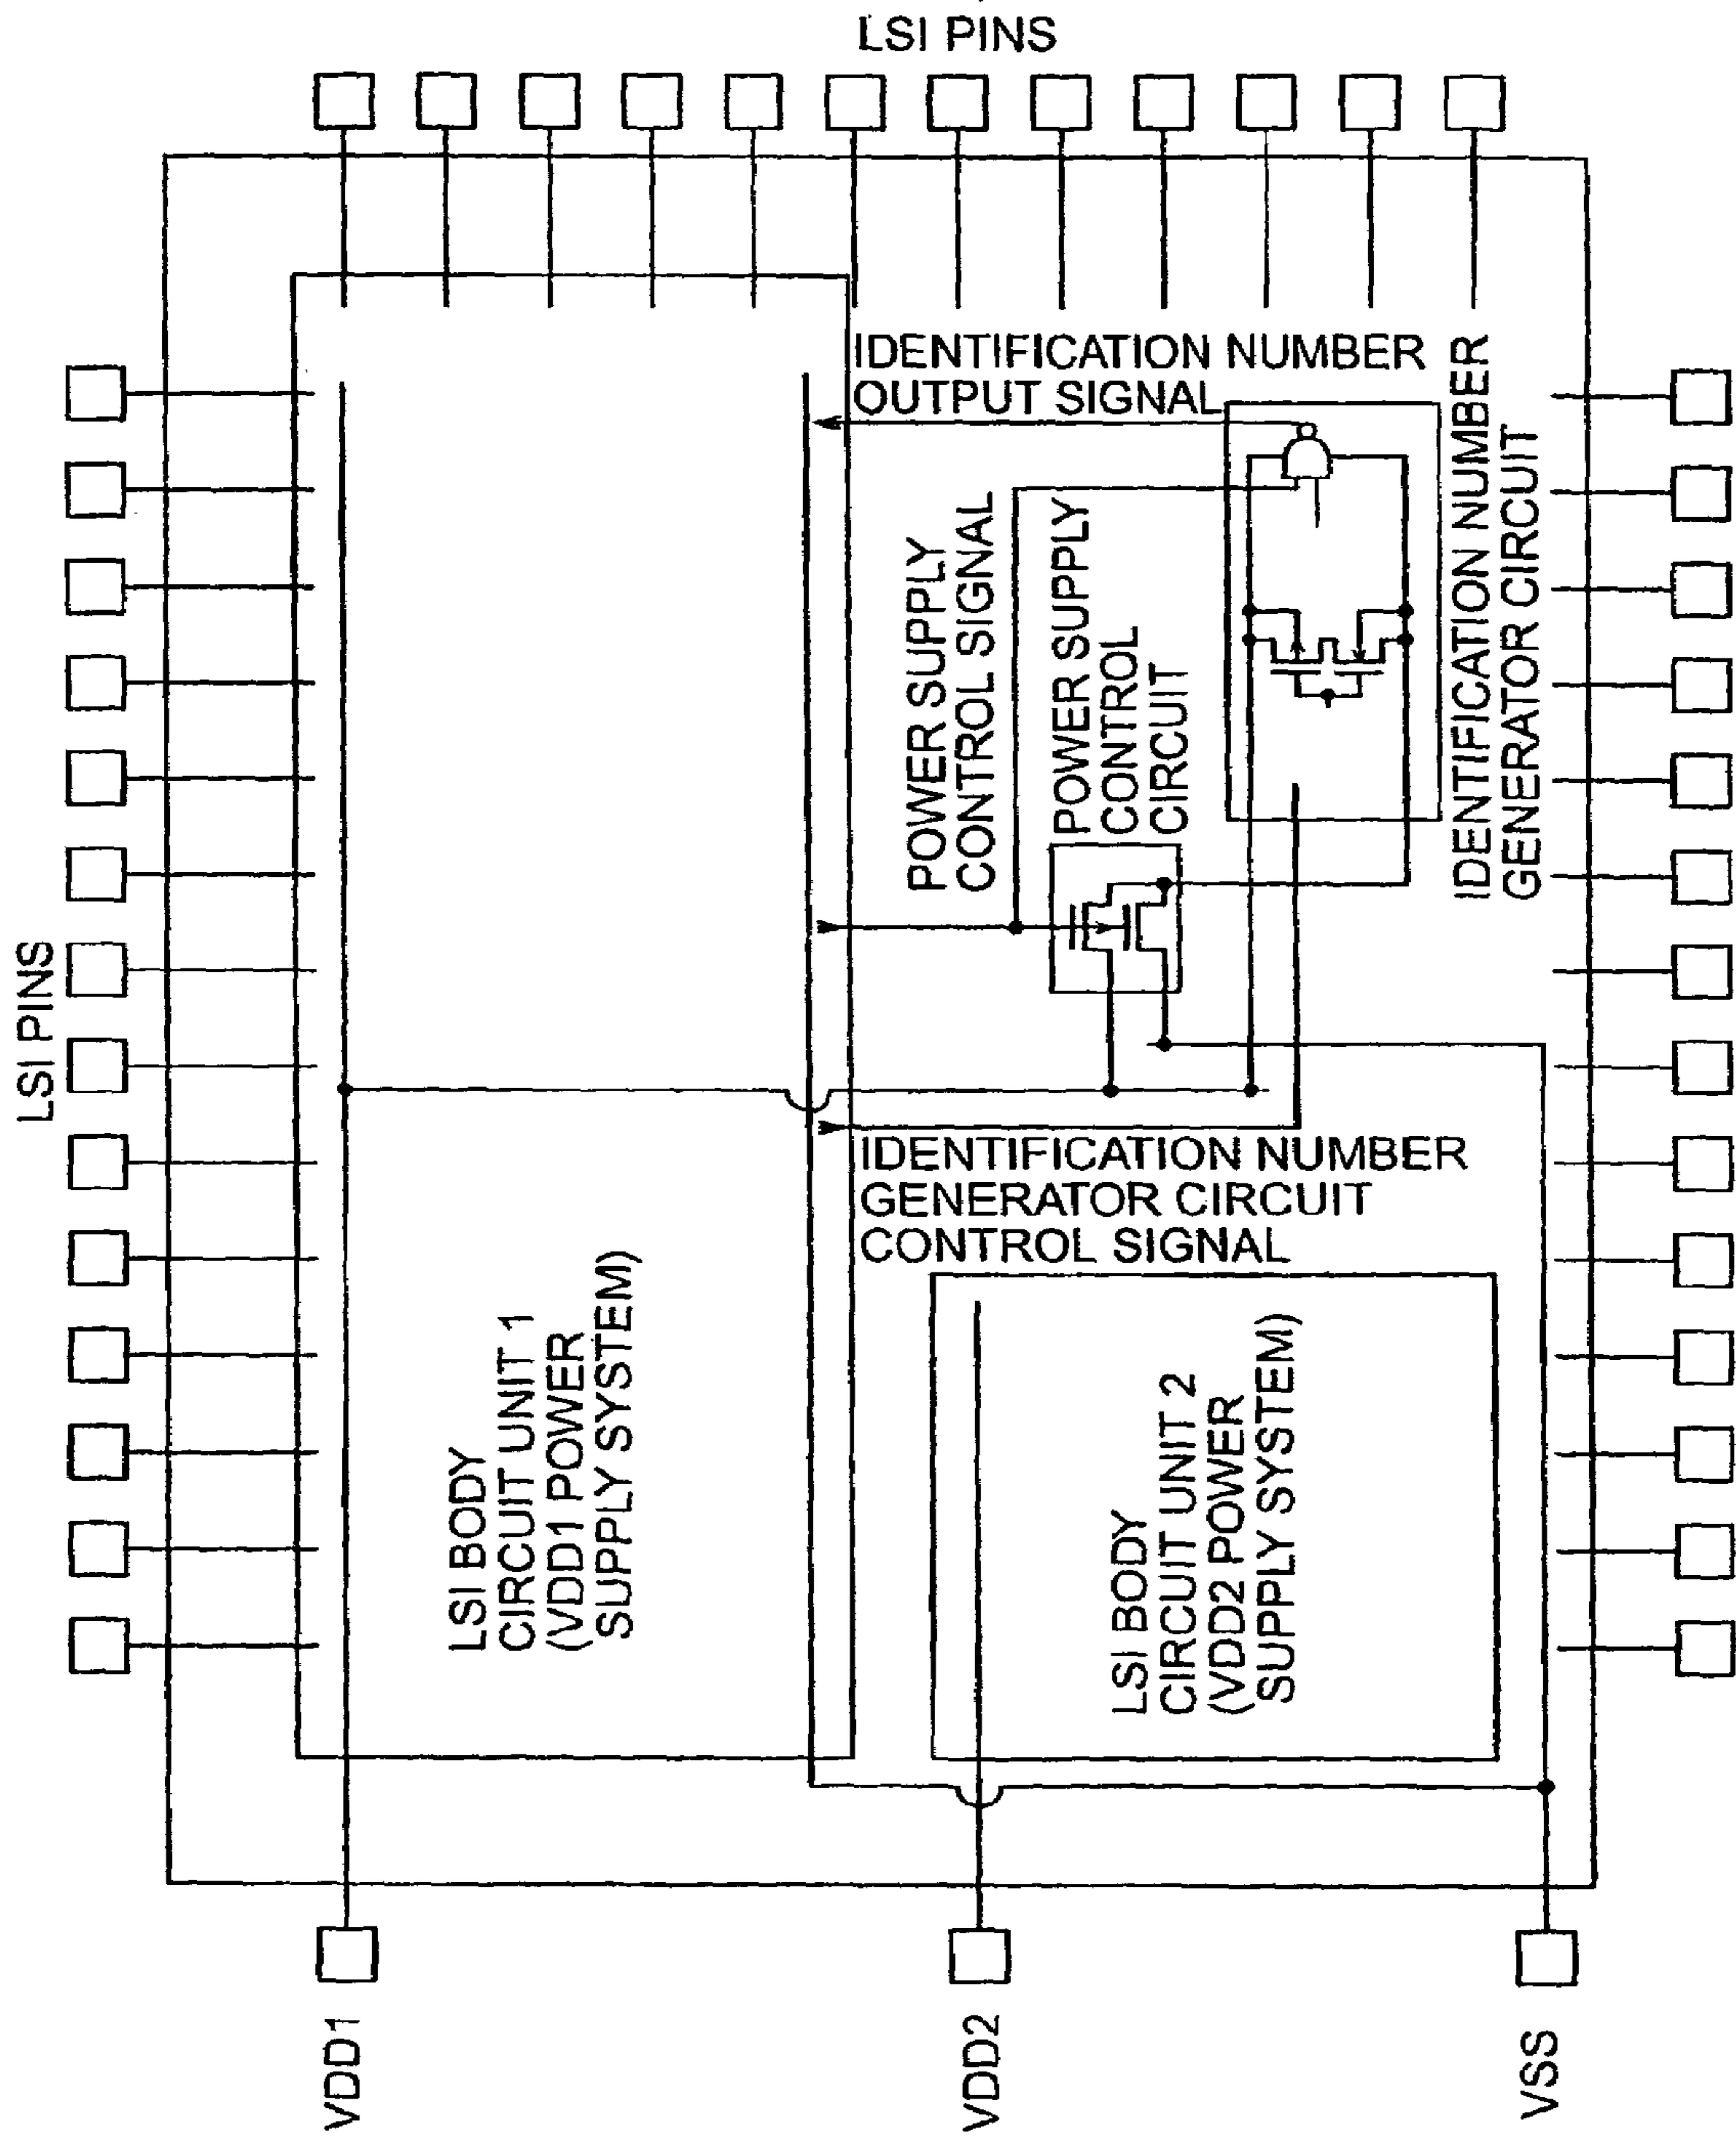 LSI PINS
LSI PINS
IDENTIFICATION NUMBER
OUTPUT SIGNAL
POWER SUPPLY
CONTROL SIGNAL
POWER SUPPLY
CONTROL
CIRCUIT
IDENTIFICATION NUMBER
GENERATOR CIRCUIT
IDENTIFICATION NUMBER
GENERATOR CIRCUIT
CONTROL SIGNAL
LSI BODY
CIRCUIT UNIT 1
(VDD1 POWER
SUPPLY SYSTEM)
LSI BODY
CIRCUIT UNIT 2
(VDD2 POWER
SUPPLY SYSTEM)
VDD1
VDD2
VSS